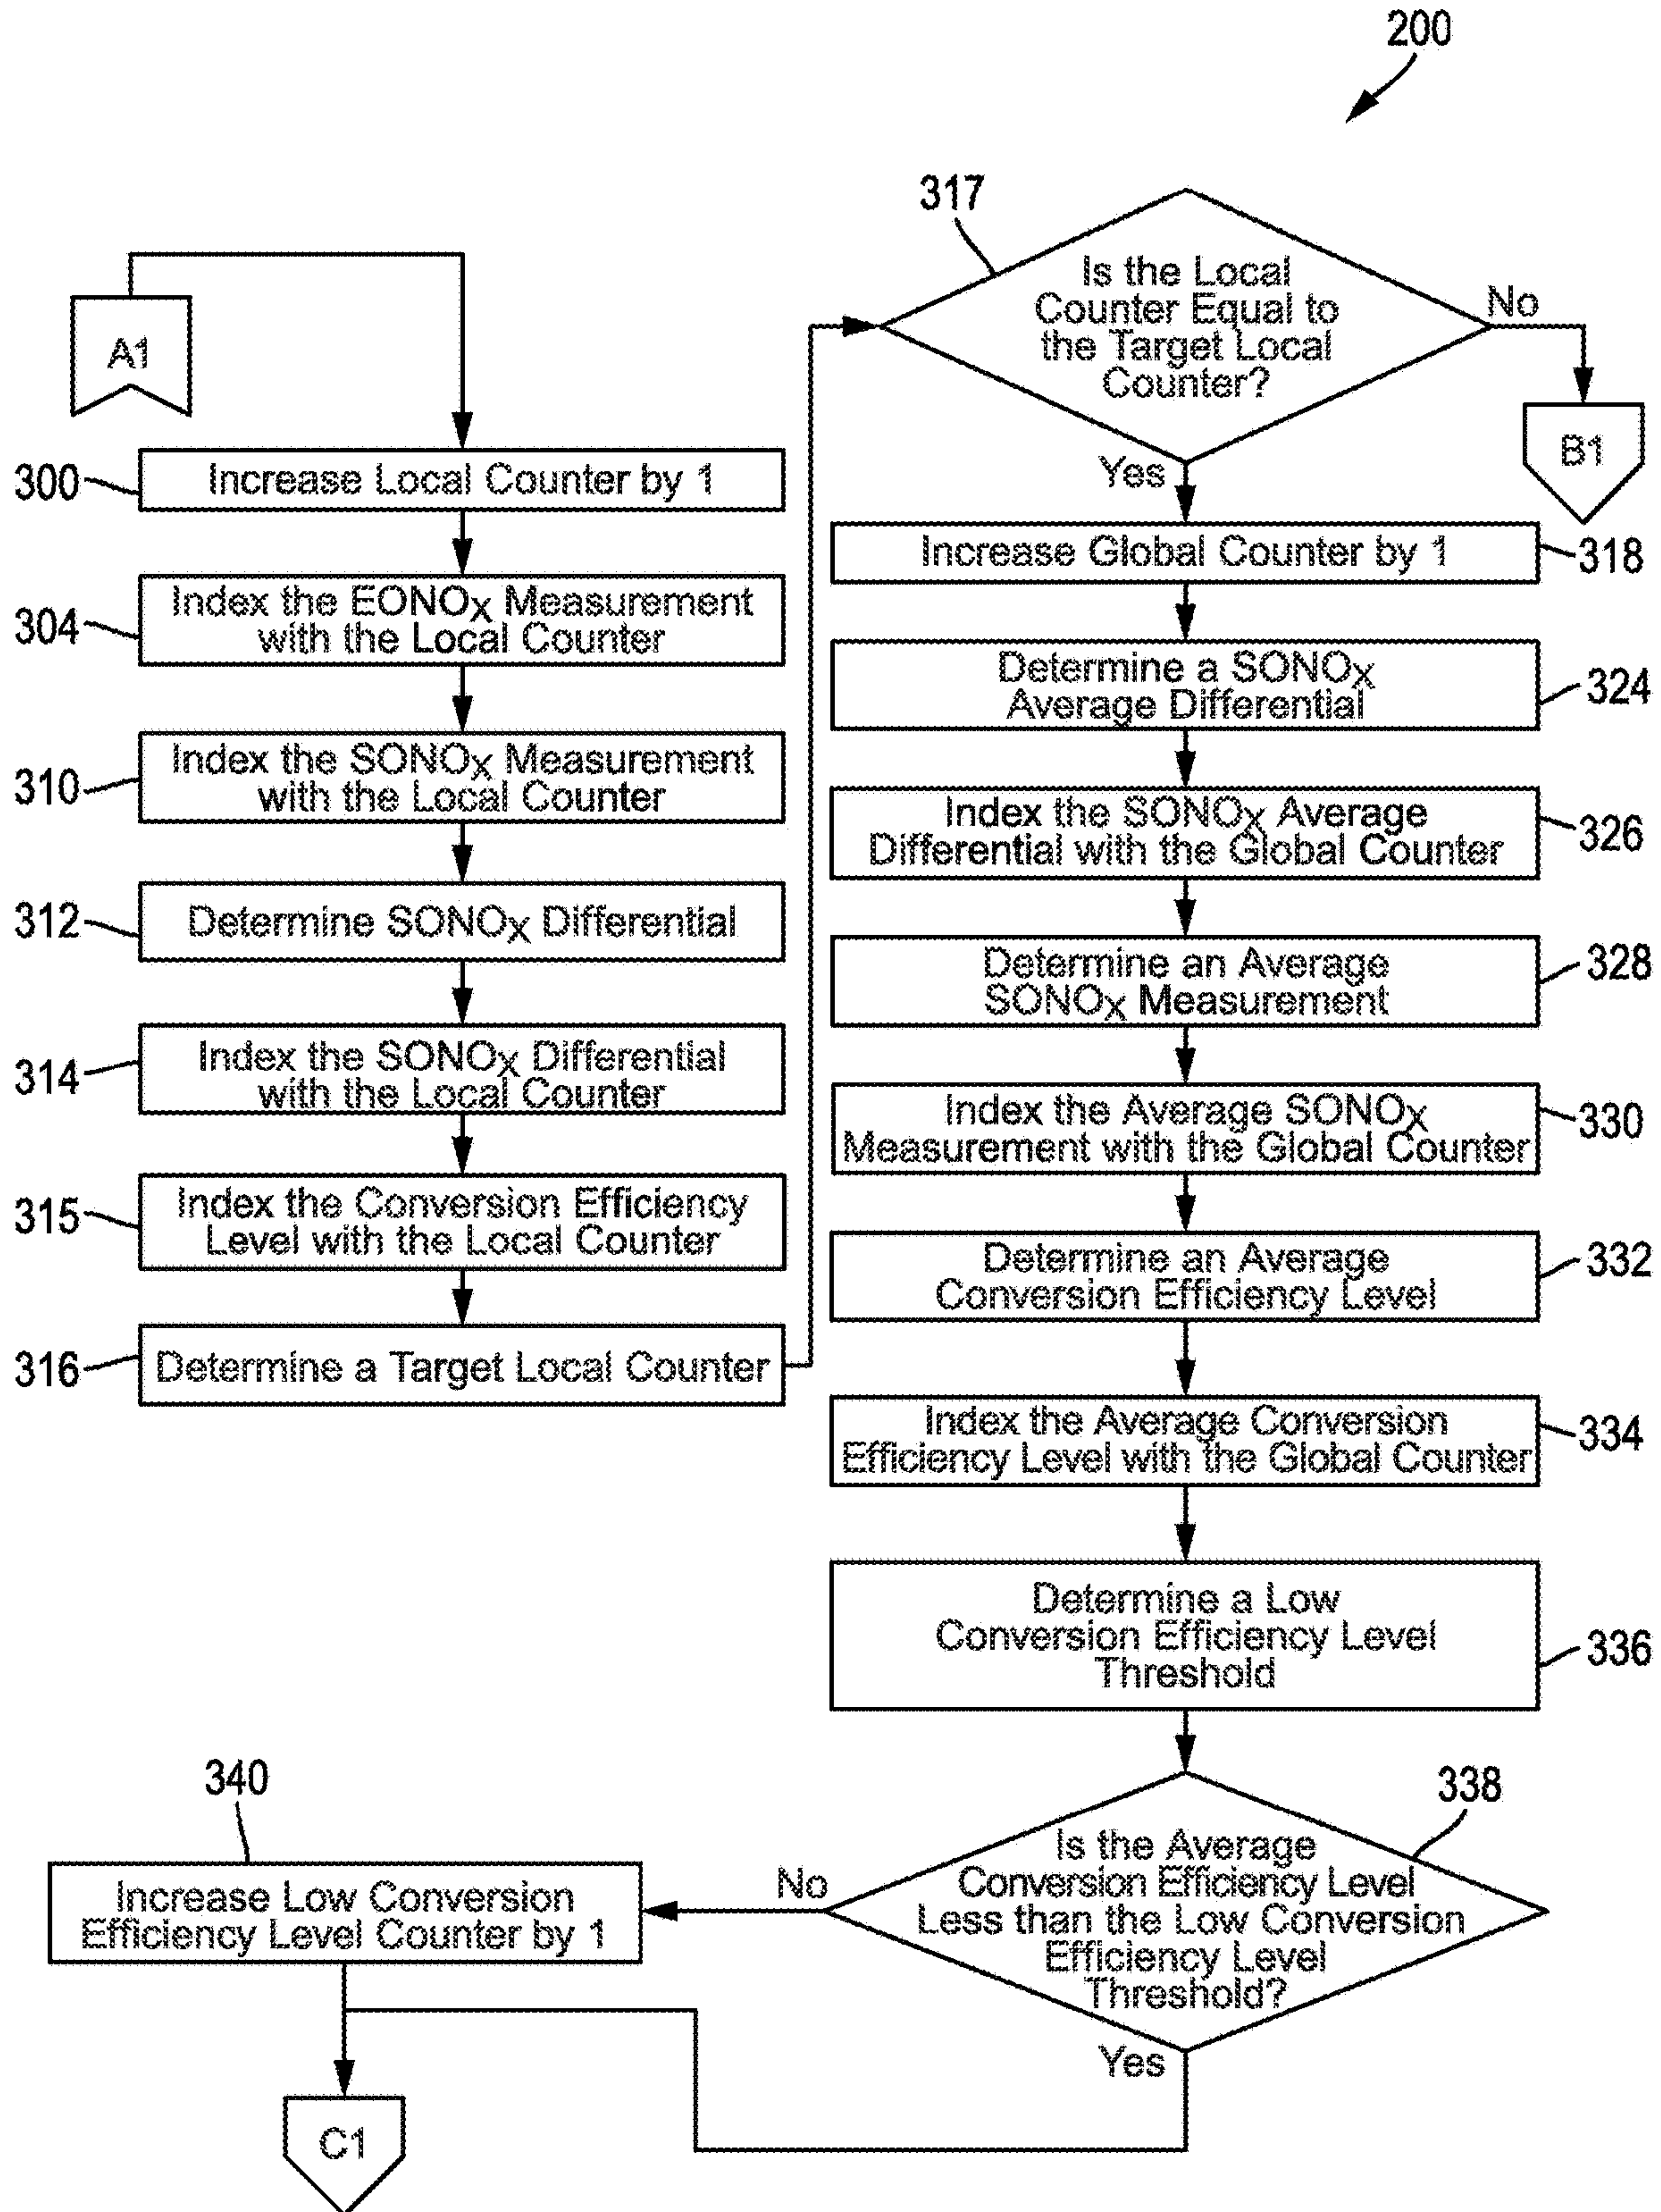 200
A1
300
Increase Local Counter by 1
304
Index the EONOX Measurement
with the Local Counter
310
Index the SONOX Measurement
with the Local Counter
312
Determine SONOX Differential
314
Index the SONOX Differential
with the Local Counter
315
Index the Conversion Efficiency
Level with the Local Counter
316
Determine a Target Local Counter
317
Is the Local
Counter Equal to
the Target Local
Counter?
No
B1
Yes
Increase Global Counter by 1
318
Determine a SONOX
Average Differential
324
Index the SONOX Average
Differential with the Global Counter
326
Determine an Average
SONOX Measurement
328
Index the Average SONOX
Measurement with the Global Counter
330
Determine an Average
Conversion Efficiency Level
332
Index the Average Conversion
Efficiency Level with the Global Counter
334
Determine a Low
Conversion Efficiency Level
Threshold
336
338
Is the Average
Conversion Efficiency Level
Less than the Low Conversion
Efficiency Level
Threshold?
No
Yes
340
Increase Low Conversion
Efficiency Level Counter by 1
C1